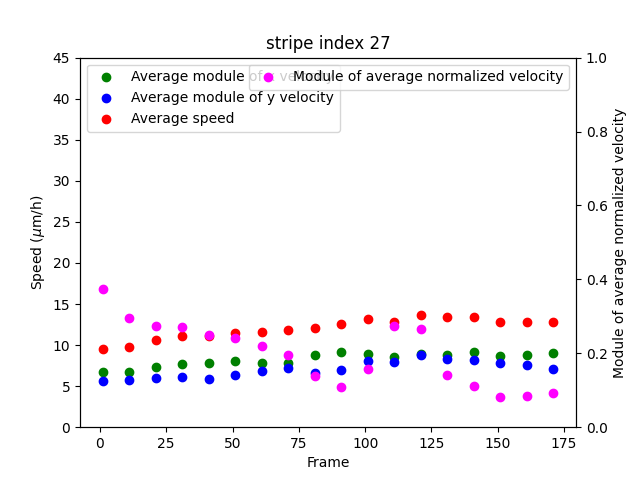 stripe index 27
Average module of x velocity
Average module of y velocity
Average speed
Module of average normalized velocity
45
40
35
30
25
20
15
10
5
0
Speed (μm/h)
1.0
0.8
0.6
0.4
0.2
0.0
Module of average normalized velocity
0 25 50 75 100 125 150 175
Frame